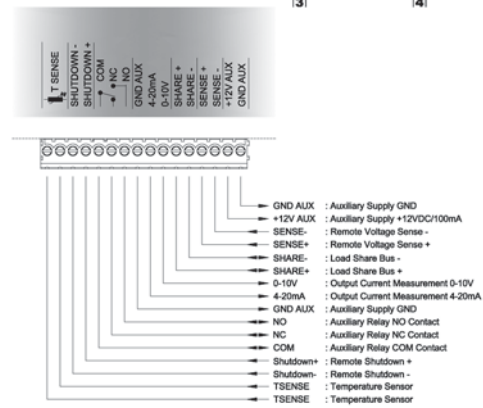 |3|
|4|
T SENSE
SHUTDOWN -
SHUTDOWN +
COM
NC
NO
GND AUX
4-20mA
0-10V
SHARE +
SHARE -
SENSE +
SENSE -
+12V AUX
GND AUX
GND AUX : Auxiliary Supply GND
+12V AUX : Auxiliary Supply +12VDC/100mA
SENSE- : Remote Voltage Sense -
SENSE+ : Remote Voltage Sense +
SHARE- : Load Share Bus -
SHARE+ : Load Share Bus +
0-10V : Output Current Measurement 0-10V
4-20mA : Output Current Measurement 4-20mA
GND AUX : Auxiliary Supply GND
NO : Auxiliary Relay NO Contact
NC : Auxiliary Relay NC Contact
COM : Auxiliary Relay COM Contact
Shutdown+ : Remote Shutdown +
Shutdown- : Remote Shutdown -
TSENSE : Temperature Sensor
TSENSE : Temperature Sensor